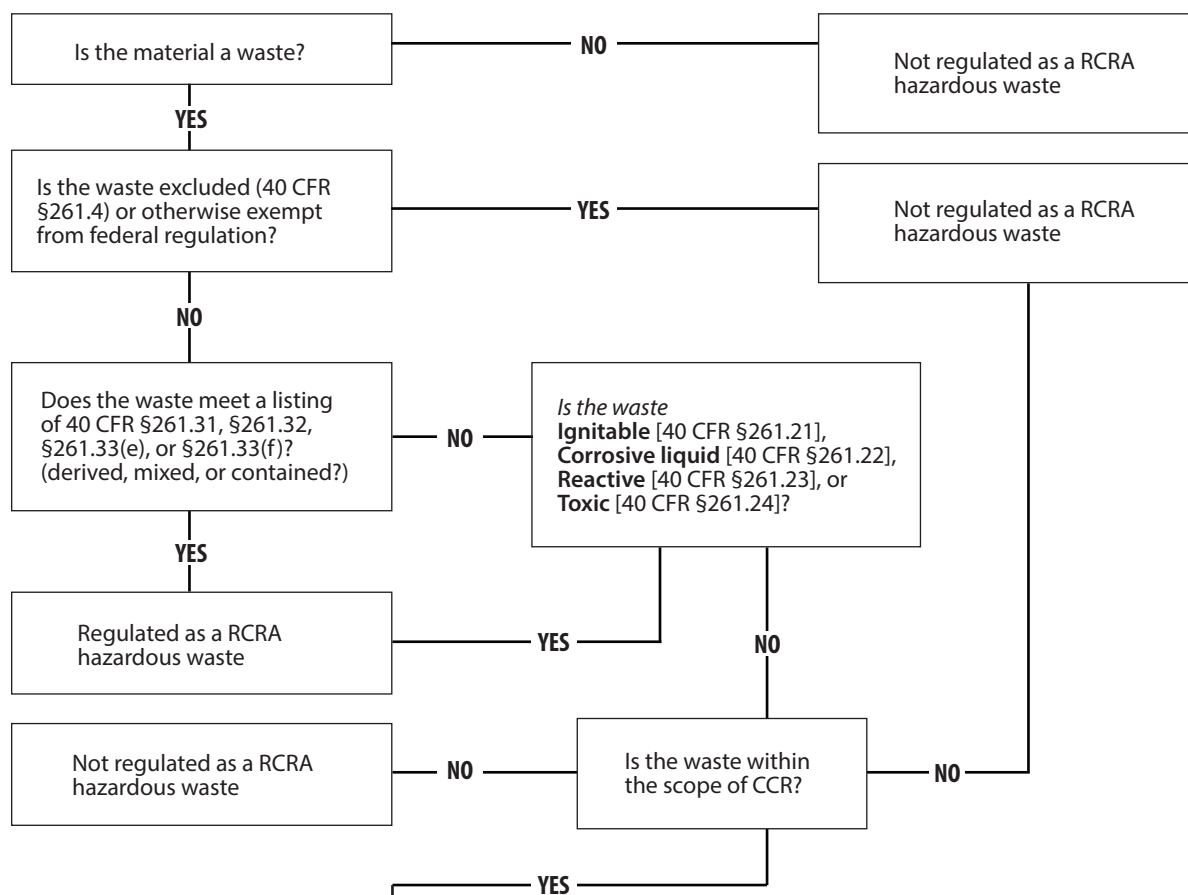 Is the material a waste?
NO
Not regulated as a RCRA
hazardous waste
YES
Is the waste excluded (40 CFR
§261.4) or otherwise exempt
from federal regulation?
YES
Not regulated as a RCRA
hazardous waste
NO
Does the waste meet a listing
of 40 CFR §261.31, §261.32,
§261.33(e), or §261.33(f)?
(derived, mixed, or contained?)
NO
Is the waste
Ignitable [40 CFR §261.21],
Corrosive liquid [40 CFR §261.22],
Reactive [40 CFR §261.23], or
Toxic [40 CFR §261.24]?
YES
Regulated as a RCRA
hazardous waste
YES
NO
Not regulated as a RCRA
hazardous waste
NO
Is the waste within
the scope of CCR?
NO
YES